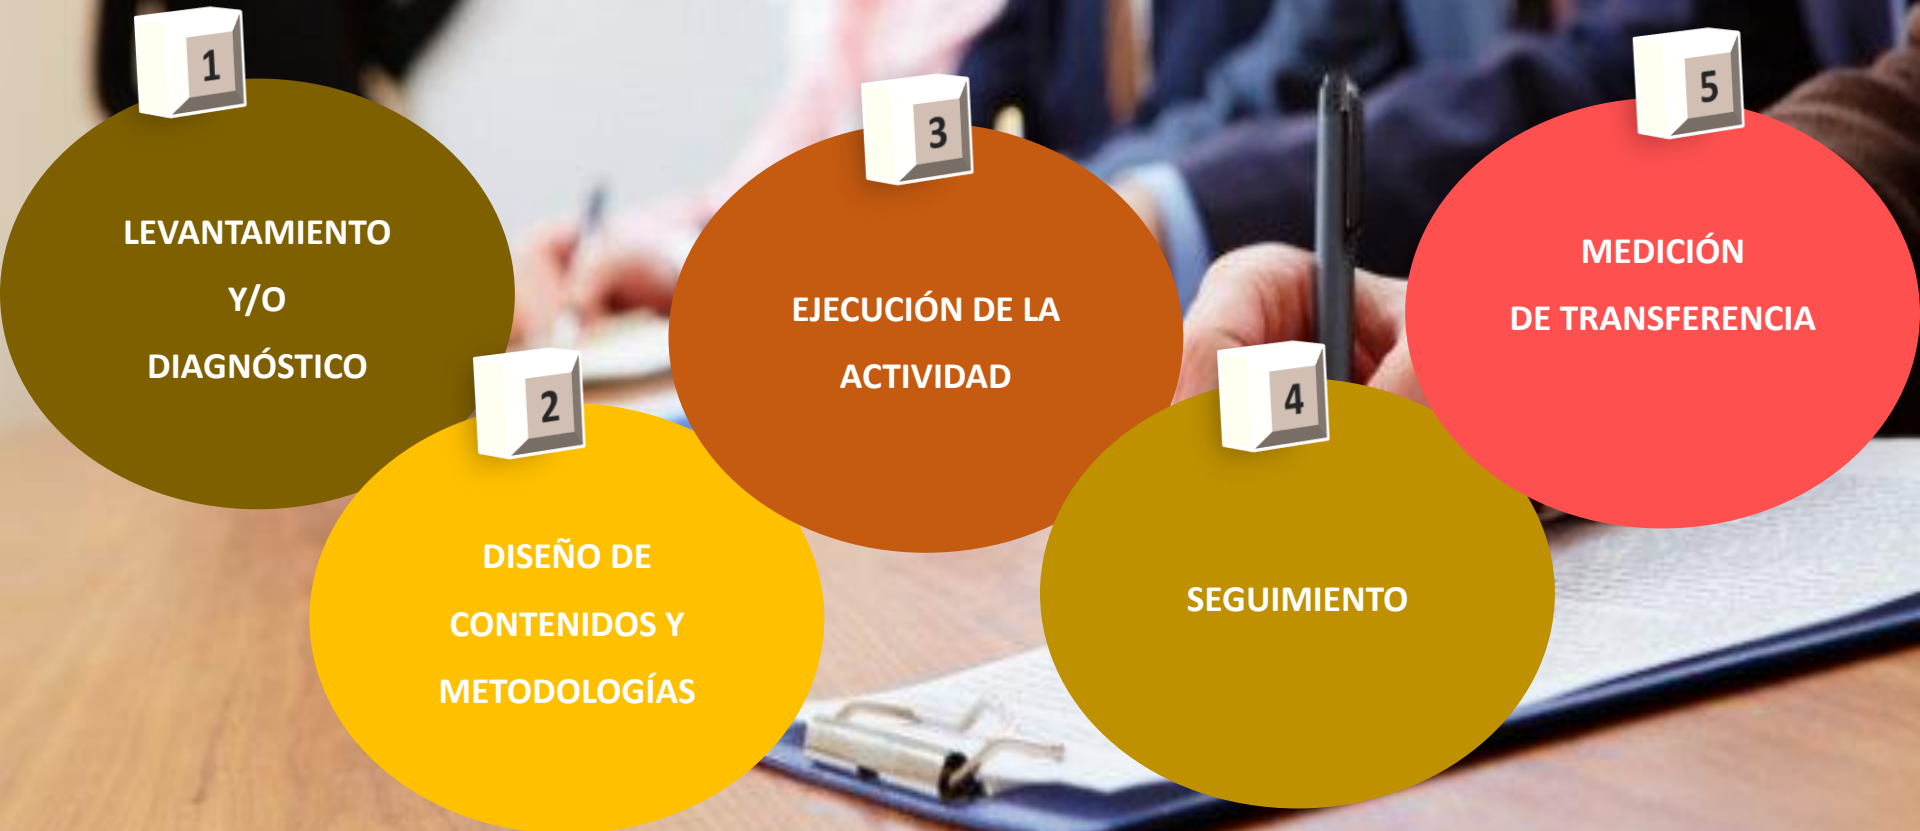 1
LEVANTAMIENTO
Y/O
DIAGNÓSTICO
2
DISEÑO DE
CONTENIDOS Y
METODOLOGÍAS
3
EJECUCIÓN DE LA
ACTIVIDAD
4
SEGUIMIENTO
5
MEDICIÓN
DE TRANSFERENCIA